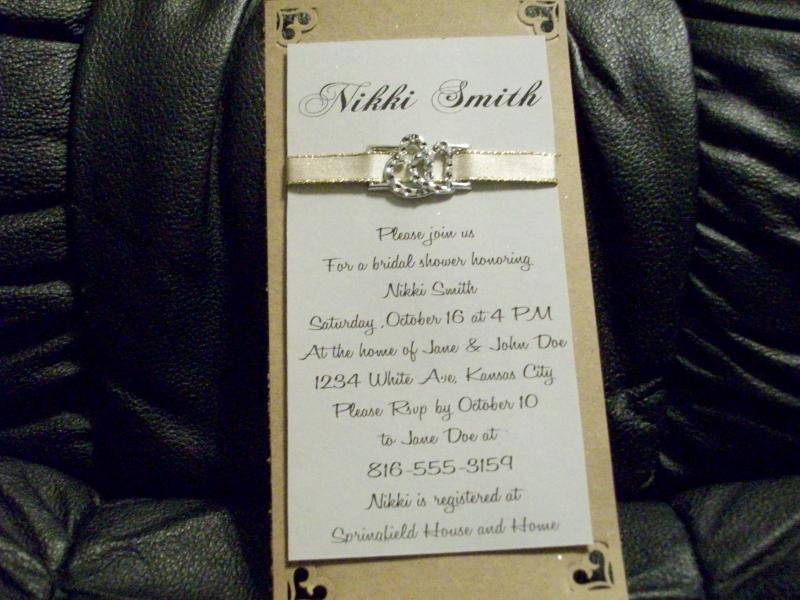 Nikki Smith
Please join us
For a bridal shower honoring
Nikki Smith
Saturday ,October 16 at 4 PM
At the home of Jane & John Doe
1234 White Ave, Kansas City
Please Rsvp by October 10
to Jane Doe at
816-555-3159
Nikki is registered at
Springfield House and Home